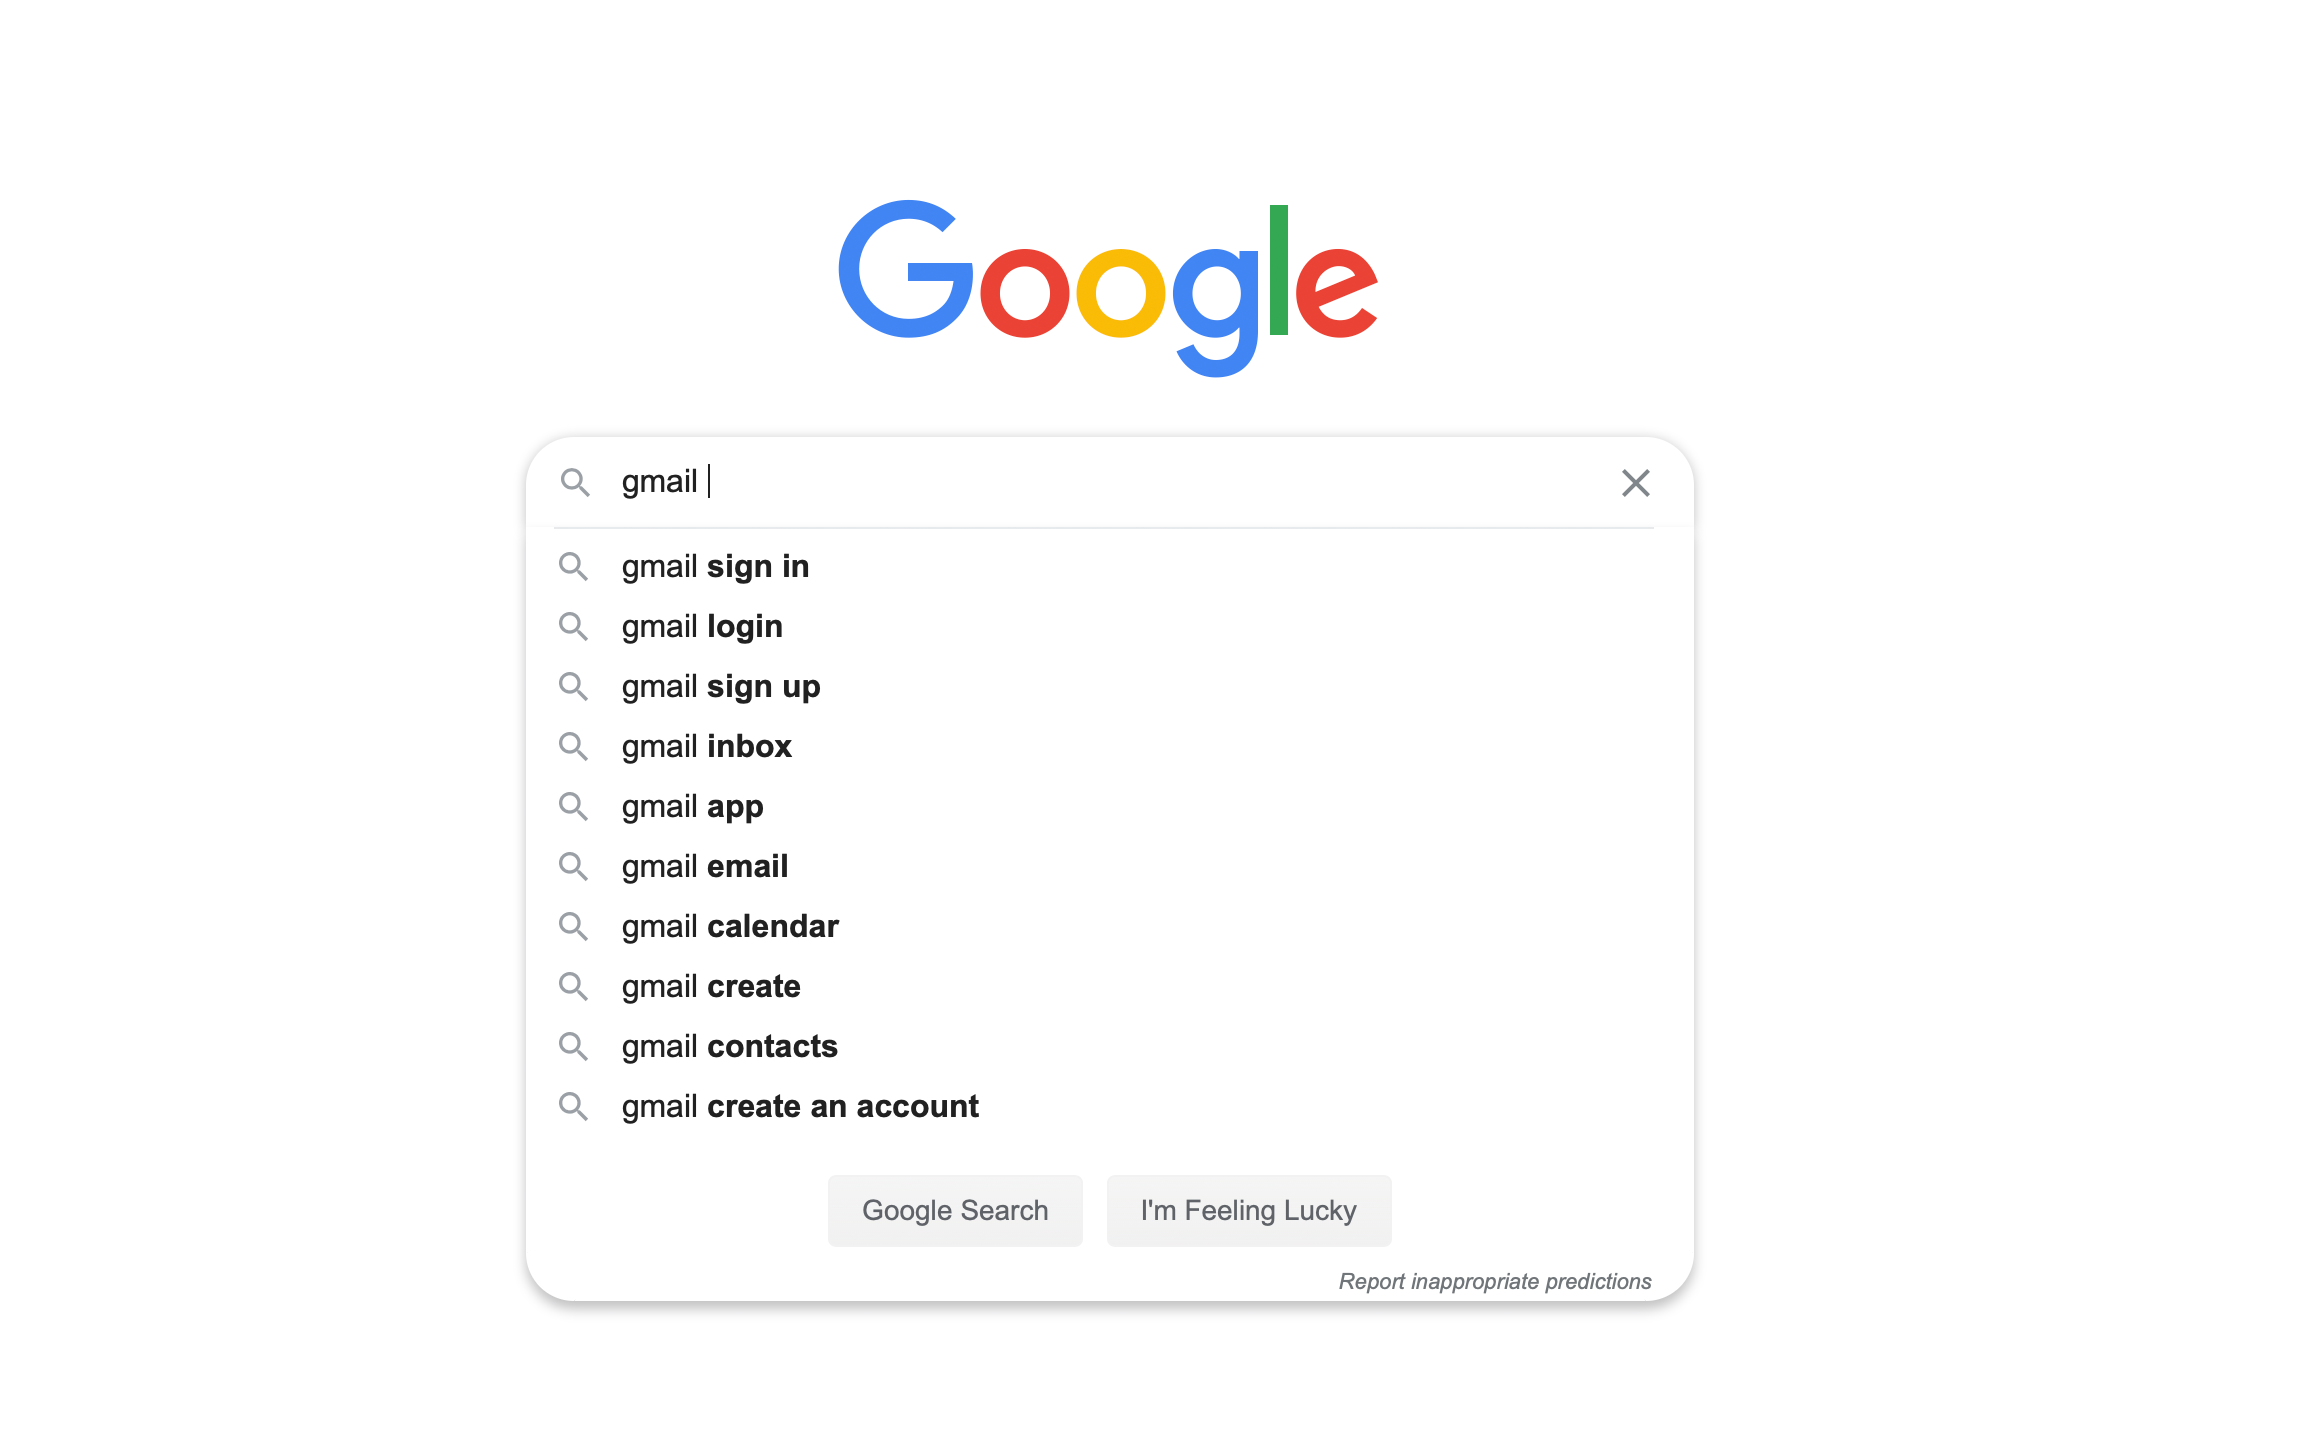 Google
gmail
gmail sign in
gmail login
gmail sign up
gmail inbox
gmail app
gmail email
gmail calendar
gmail create
gmail contacts
gmail create an account
Google Search I'm Feeling Lucky
Report inappropriate predictions